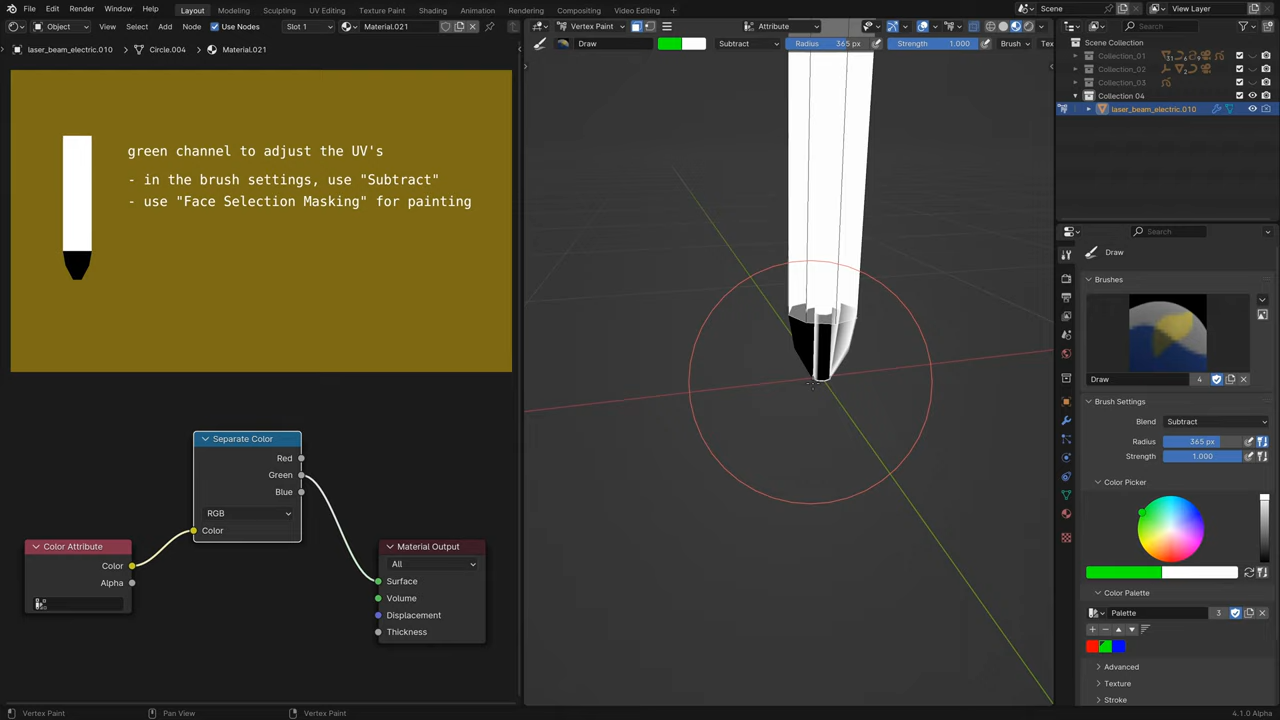 File Edit Render Window Help Layout Modeling Sculpting UV Editing Texture Paint Shading Animation Rendering Compositing Video Editing Scene View Layer
View Select Add Node Use Nodes Slot 1 Material.021 Vertex Paint Attribute Search
laser_beam_electric.010 Circle.004 Material.021 Draw Subtract Radius 365 px Strength 1.000 Brush Tex Scene Collection
Collection_01
Collection_02
Collection_03
Collection 04
laser_beam_electric.010
green channel to adjust the UV's
- in the brush settings, use "Subtract"
- use "Face Selection Masking" for painting
Separate Color
Red
Green
Blue
RGB
Color
Color Attribute
Color
Alpha
Material Output
All
Surface
Volume
Displacement
Thickness
Search
Draw
Brushes
Draw 4
Brush Settings
Blend Subtract
Radius 365 px
Strength 1.000
Color Picker
Color Palette
Palette 3
Advanced
Texture
Stroke
Vertex Paint Pan View Vertex Paint 4.1.0 Alpha